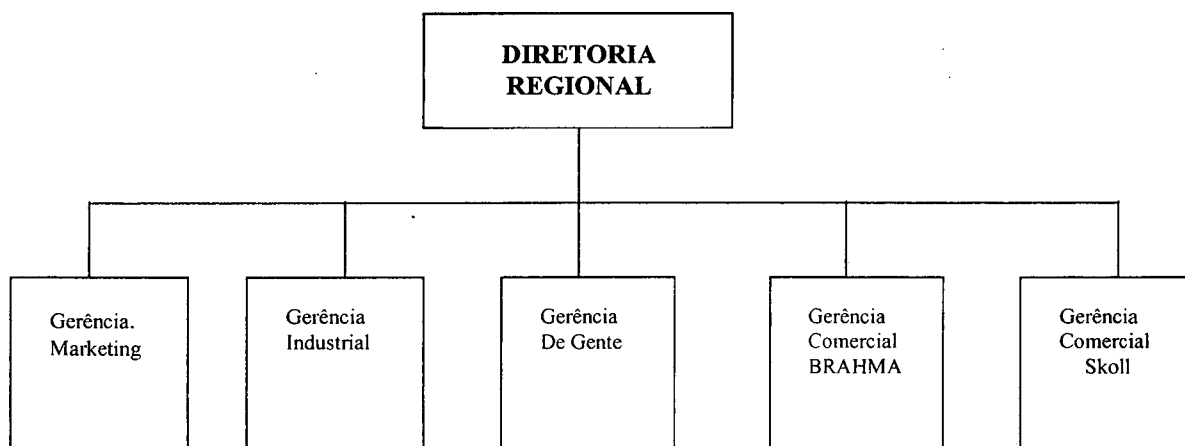 DIRETORIA
REGIONAL
Gerência.
Marketing
Gerência
Industrial
Gerência
De Gente
Gerência
Comercial
BRAHMA
Gerência
Comercial
Skoll